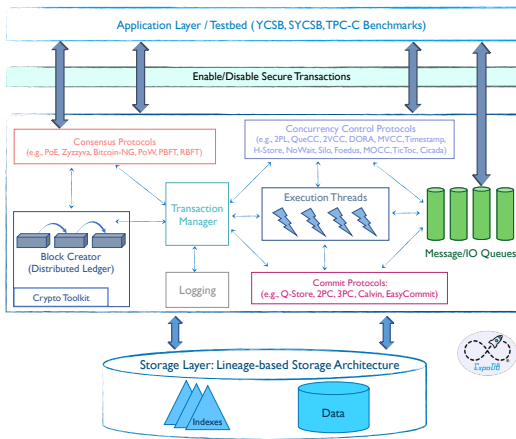 Application Layer / Testbed (YCSB, SYCSB, TPC-C Benchmarks)
Enable/Disable Secure Transactions
Consensus Protocols
(e.g., PoE, Zyzzyva, Bitcoin-NG, PoW, PBFT, RBFT)
Concurrency Control Protocols
(e.g., 2PL, QueCC, 2VCC, DORA, MVCC, Timestamp,
H-Store, NoWait, Silo, Foedus, MOCC, TicToc, Cicada)
Transaction
Manager
Execution Threads
Block Creator
(Distributed Ledger)
Crypto Toolkit
Logging
Message/IO Queues
Commit Protocols:
(e.g., Q-Store, 2PC, 3PC, Calvin, EasyCommit)
Storage Layer: Lineage-based Storage Architecture
Indexes
Data
ExpoDB